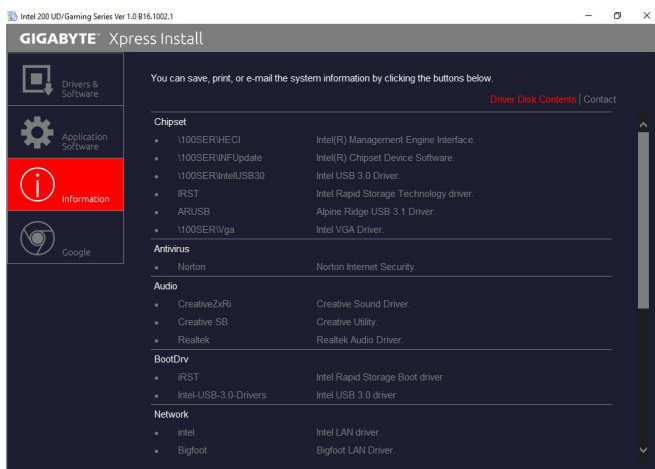 Intel 200 UD/Gaming Series Ver 1.0 B16.1002.1
GIGABYTE™ Xpress Install
Drivers &
Software
Application
Software
Information
Google
You can save, print, or e-mail the system information by clicking the buttons below.
Driver Disk Contents | Contact
Chipset
• \100SER\HECI Intel(R) Management Engine Interface.
• \100SER\INFUpdate Intel(R) Chipset Device Software.
• \100SER\IntelUSB30 Intel USB 3.0 Driver.
• IRST Intel Rapid Storage Technology driver.
• ARUSB Alpine Ridge USB 3.1 Driver.
• \100SER\Vga Intel VGA Driver.
Antivirus
• Norton Norton Internet Security.
Audio
• CreativeZxRi Creative Sound Driver.
• Creative SB Creative Utility.
• Realtek Realtek Audio Driver.
BootDrv
• iRST Intel Rapid Storage Boot driver
• Intel-USB-3.0-Drivers Intel USB 3.0 driver
Network
• intel Intel LAN driver.
• Bigfoot Bigfoot LAN Driver.